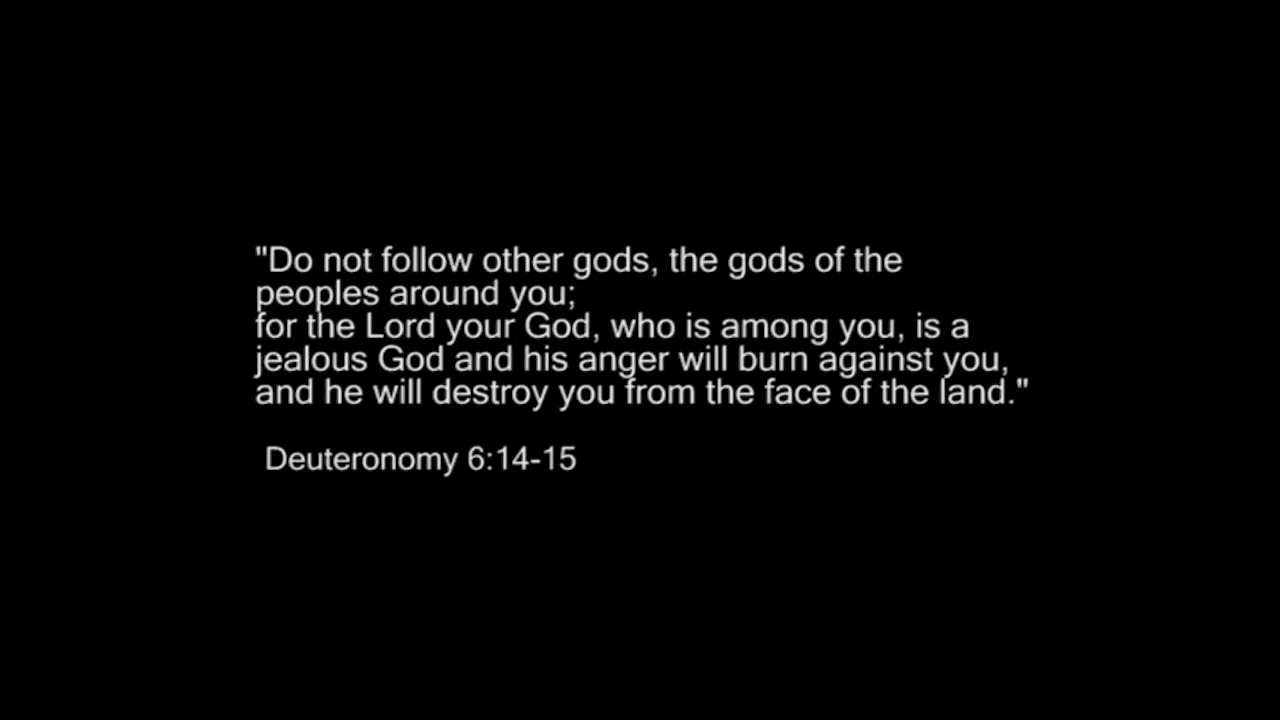 "Do not follow other gods, the gods of the
peoples around you;
for the Lord your God, who is among you, is a
jealous God and his anger will burn against you,
and he will destroy you from the face of the land."
Deuteronomy 6:14-15